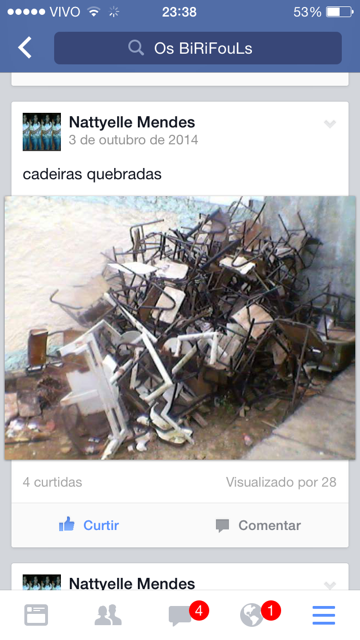 VIVO 23:38 53%
Os BiRiFouLs
Nattyelle Mendes
3 de outubro de 2014
cadeiras quebradas
4 curtidas Visualizado por 28
Curtir Comentar
Nattyelle Mendes
4 1